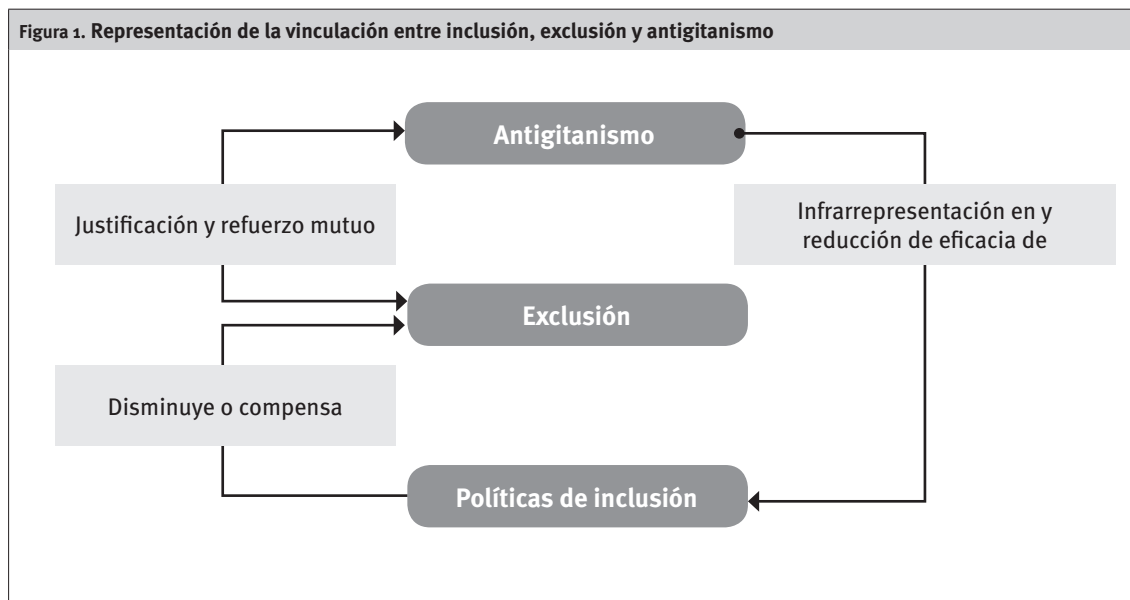 Figura 1. Representación de la vinculación entre inclusión, exclusión y antigitanismo
Antigitanismo
Justificación y refuerzo mutuo
Infrarrepresentación en y
reducción de eficacia de
Exclusión
Disminuye o compensa
Políticas de inclusión